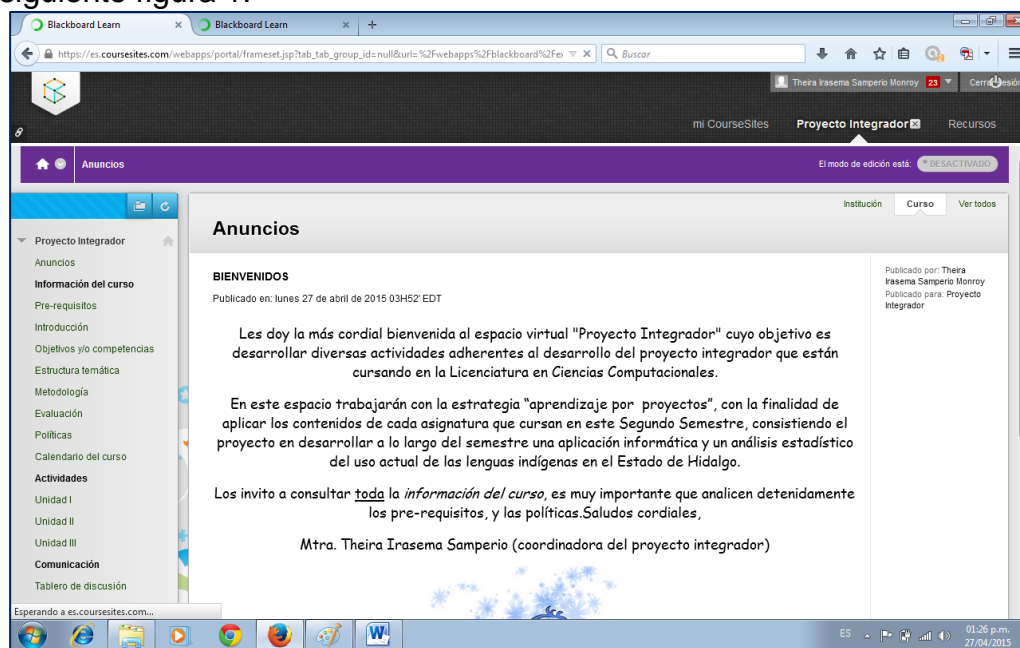 siguiente figura 1.
Blackboard Learn × Blackboard Learn × +
https://es.coursesites.com/webapps/portal/frameset.jsp?tab_tab_group_id=null&url=%2Fwebapps%2Fblackboard%2Fe Buscar
Theira Irasema Samperio Monroy 23 Cerrar sesión
mi CourseSites Proyecto Integrador Recursos
Anuncios El modo de edición está: DESACTIVADO
Institución Curso Ver todos
Anuncios
Proyecto Integrador
Anuncios
Información del curso
Pre-requisitos
Introducción
Objetivos y/o competencias
Estructura temática
Metodología
Evaluación
Políticas
Calendario del curso
Actividades
Unidad I
Unidad II
Unidad III
Comunicación
Tablero de discusión
BIENVENIDOS
Publicado en: lunes 27 de abril de 2015 03H52' EDT
Les doy la más cordial bienvenida al espacio virtual "Proyecto Integrador" cuyo objetivo es
desarrollar diversas actividades adherentes al desarrollo del proyecto integrador que están
cursando en la Licenciatura en Ciencias Computacionales.
En este espacio trabajarán con la estrategia “aprendizaje por proyectos”, con la finalidad de
aplicar los contenidos de cada asignatura que cursan en este Segundo Semestre, consistiendo el
proyecto en desarrollar a lo largo del semestre una aplicación informática y un análisis estadístico
del uso actual de las lenguas indígenas en el Estado de Hidalgo.
Los invito a consultar toda la información del curso, es muy importante que analicen detenidamente
los pre-requisitos, y las políticas.Saludos cordiales,
Mtra. Theira Irasema Samperio (coordinadora del proyecto integrador)
Publicado por: Theira
Irasema Samperio Monroy
Publicado para: Proyecto
Integrador
Esperando a es.coursesites.com...
ES 01:26 p.m.
27/04/2015